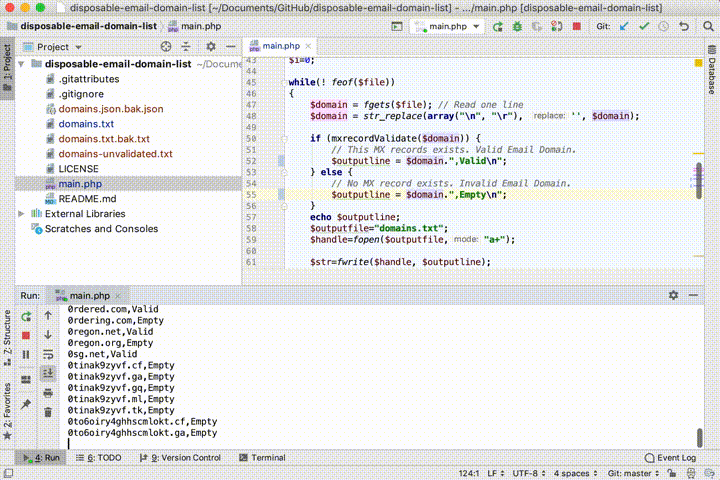 disposable-email-domain-list [~/Documents/GitHub/disposable-email-domain-list] - .../main.php [disposable-email-domain-list]
disposable-email-domain-list main.php
main.php
Git:
1: Project
Project
main.php
Database
disposable-email-domain-list ~/Docume
.gitattributes
.gitignore
domains.json.bak.json
domains.txt
domains.txt.bak.txt
domains-unvalidated.txt
LICENSE
main.php
README.md
External Libraries
Scratches and Consoles
43 $i=0;
44
45 while(! feof($file))
46 {
47 $domain = fgets($file); // Read one line
48 $domain = str_replace(array("\n", "\r"), replace: '', $domain);
49
50 if (mxrecordValidate($domain)) {
51 // This MX records exists. Valid Email Domain.
52 $outputline = $domain.",Valid\n";
53 } else {
54 // No MX record exists. Invalid Email Domain.
55 $outputline = $domain.",Empty\n";
56 }
57 echo $outputline;
58 $outputfile="domains.txt";
59 $handle=fopen($outputfile, mode: "a+");
60
61 $str=fwrite($handle, $outputline);
Run: main.php
0rdered.com,Valid
0rdering.com,Empty
0regon.net,Valid
0regon.org,Empty
0sg.net,Valid
0tinak9zyvf.cf,Empty
0tinak9zyvf.ga,Empty
0tinak9zyvf.gq,Empty
0tinak9zyvf.ml,Empty
0tinak9zyvf.tk,Empty
0to6oiry4ghhscmlokt.cf,Empty
0to6oiry4ghhscmlokt.ga,Empty
7: Structure
2: Favorites
4: Run 6: TODO 9: Version Control Terminal Event Log
124:1 LF UTF-8 4 spaces Git: master